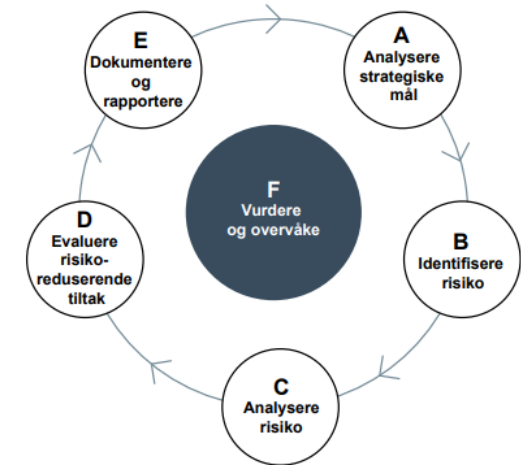 A
Analysere
strategiske
mål
B
Identifisere
risiko
C
Analysere
risiko
D
Evaluere
risiko-
reduserende
tiltak
E
Dokumentere
og
rapportere
F
Vurdere
og overvåke